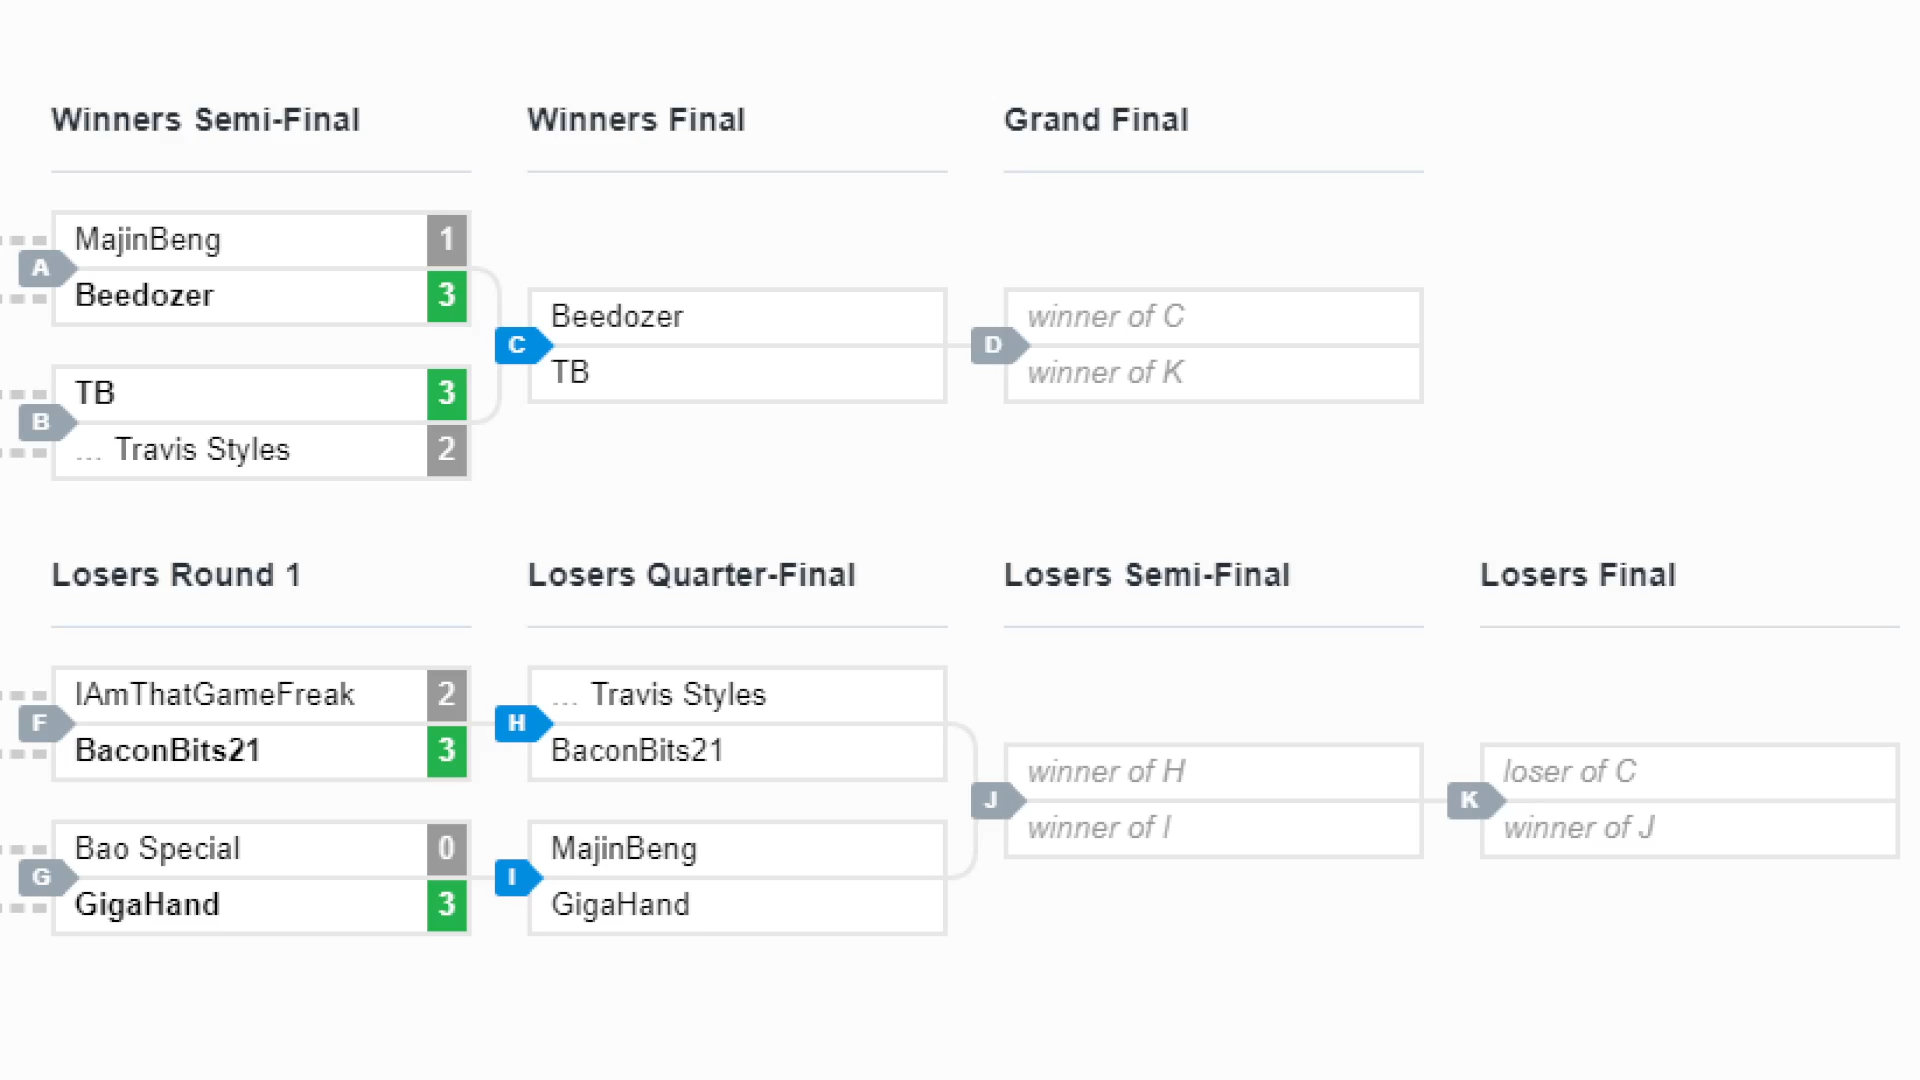 Winners Semi-Final
Winners Final
Grand Final
A
MajinBeng 1
Beedozer 3
B
TB 3
... Travis Styles 2
C
Beedozer
TB
D
winner of C
winner of K
Losers Round 1
Losers Quarter-Final
Losers Semi-Final
Losers Final
F
IAmThatGameFreak 2
BaconBits21 3
G
Bao Special 0
GigaHand 3
H
... Travis Styles
BaconBits21
I
MajinBeng
GigaHand
J
winner of H
winner of I
K
loser of C
winner of J